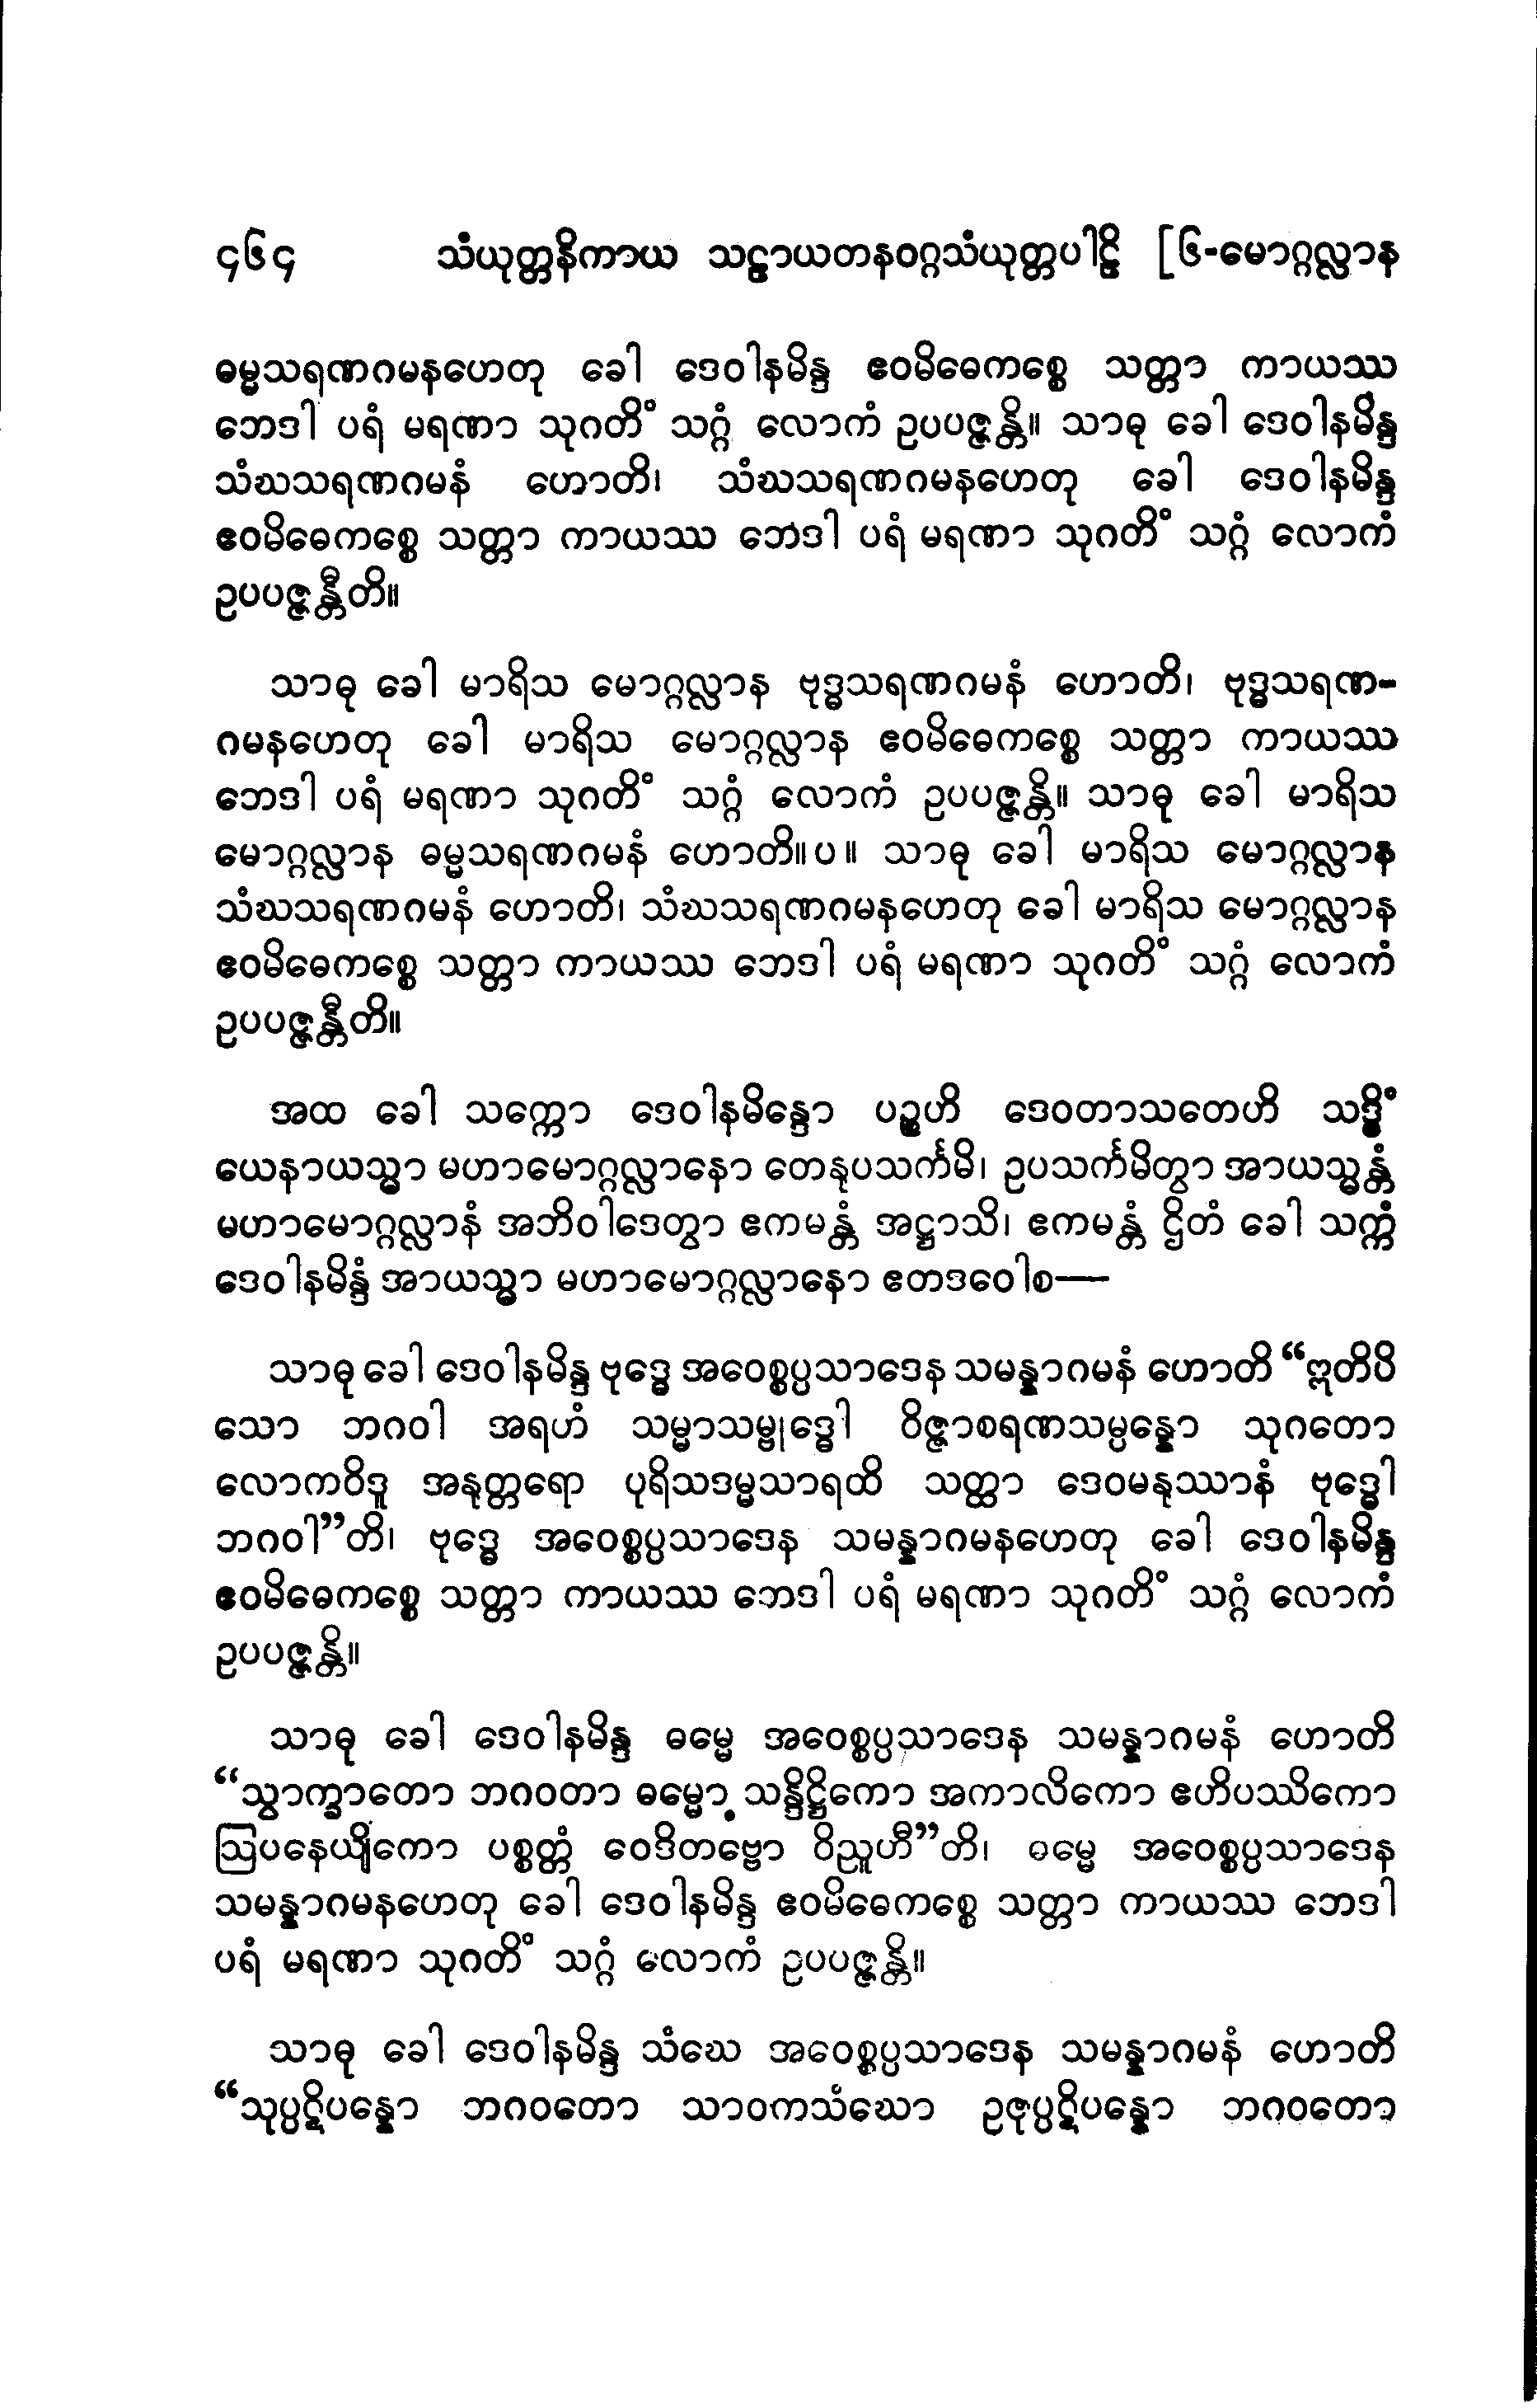 ၄၆၄ သံယုတ္တနိကာယ သဠာယတနဝဂ္ဂသံယုတ္တပါဠိ [၆-မောဂ္ဂလ္လာန
ဓမ္မသရဏဂမနဟေတု ခေါ ဒေဝါနမိန္ဒ ဧဝမိဓေကစ္စေ သတ္တာ ကာယဿ
ဘေဒါ ပရံ မရဏာ သုဂတိံ သဂ္ဂံ လောကံ ဥပပဇ္ဇန္တိ။ သာဓု ခေါ ဒေဝါနမိန္ဒ
သံဃသရဏဂမနံ ဟောတိ၊ သံဃသရဏဂမနဟေတု ခေါ ဒေဝါနမိန္ဒ
ဧဝမိဓေကစ္စေ သတ္တာ ကာယဿ ဘေဒါ ပရံ မရဏာ သုဂတိံ သဂ္ဂံ လောကံ
ဥပပဇ္ဇန္တီတိ။
သာဓု ခေါ မာရိသ မောဂ္ဂလ္လာန ဗုဒ္ဓသရဏဂမနံ ဟောတိ၊ ဗုဒ္ဓသရဏ-
ဂမနဟေတု ခေါ မာရိသ မောဂ္ဂလ္လာန ဧဝမိဓေကစ္စေ သတ္တာ ကာယဿ
ဘေဒါ ပရံ မရဏာ သုဂတိံ သဂ္ဂံ လောကံ ဥပပဇ္ဇန္တိ။ သာဓု ခေါ မာရိသ
မောဂ္ဂလ္လာန ဓမ္မသရဏဂမနံ ဟောတိ။ပ။ သာဓု ခေါ မာရိသ မောဂ္ဂလ္လာန
သံဃသရဏဂမနံ ဟောတိ၊ သံဃသရဏဂမနဟေတု ခေါ မာရိသ မောဂ္ဂလ္လာန
ဧဝမိဓေကစ္စေ သတ္တာ ကာယဿ ဘေဒါ ပရံ မရဏာ သုဂတိံ သဂ္ဂံ လောကံ
ဥပပဇ္ဇန္တီတိ။
အထ ခေါ သက္ကော ဒေဝါနမိန္ဒော ပဉ္စဟိ ဒေဝတာသတေဟိ သဒ္ဓိံ
ယေနာယသ္မာ မဟာမောဂ္ဂလ္လာနော တေနုပသင်္ကမိ၊ ဥပသင်္ကမိတွာ အာယသ္မန္တံ
မဟာမောဂ္ဂလ္လာနံ အဘိဝါဒေတွာ ဧကမန္တံ အဋ္ဌာသိ၊ ဧကမန္တံ ဌိတံ ခေါ သက္ကံ
ဒေဝါနမိန္ဒံ အာယသ္မာ မဟာမောဂ္ဂလ္လာနော ဧတဒဝေါစ—
သာဓု ခေါ ဒေဝါနမိန္ဒ ဗုဒ္ဓေ အဝေစ္စပ္ပသာဒေန သမန္နာဂမနံ ဟောတိ “ဣတိပိ
သော ဘဂဝါ အရဟံ သမ္မာသမ္ဗုဒ္ဓေါ ဝိဇ္ဇာစရဏသမ္ပန္နော သုဂတော
လောကဝိဒူ အနုတ္တရော ပုရိသဒမ္မသာရထိ သတ္ထာ ဒေဝမနုဿာနံ ဗုဒ္ဓေါ
ဘဂဝါ”တိ၊ ဗုဒ္ဓေ အဝေစ္စပ္ပသာဒေန သမန္နာဂမနဟေတု ခေါ ဒေဝါနမိန္ဒ
ဧဝမိဓေကစ္စေ သတ္တာ ကာယဿ ဘေဒါ ပရံ မရဏာ သုဂတိံ သဂ္ဂံ လောကံ
ဥပပဇ္ဇန္တိ။
သာဓု ခေါ ဒေဝါနမိန္ဒ ဓမ္မေ အဝေစ္စပ္ပသာဒေန သမန္နာဂမနံ ဟောတိ
“သွာက္ခာတော ဘဂဝတာ ဓမ္မော သန္ဒိဋ္ဌိကော အကာလိကော ဧဟိပဿိကော
ဩပနေယျိကော ပစ္စတ္တံ ဝေဒိတဗ္ဗော ဝိညူဟီ”တိ၊ ဓမ္မေ အဝေစ္စပ္ပသာဒေန
သမန္နာဂမနဟေတု ခေါ ဒေဝါနမိန္ဒ ဧဝမိဓေကစ္စေ သတ္တာ ကာယဿ ဘေဒါ
ပရံ မရဏာ သုဂတိံ သဂ္ဂံ လောကံ ဥပပဇ္ဇန္တိ။
သာဓု ခေါ ဒေဝါနမိန္ဒ သံဃေ အဝေစ္စပ္ပသာဒေန သမန္နာဂမနံ ဟောတိ
“သုပ္ပဋိပန္နော ဘဂဝတော သာဝကသံဃော ဥဇုပ္ပဋိပန္နော ဘဂဝတော